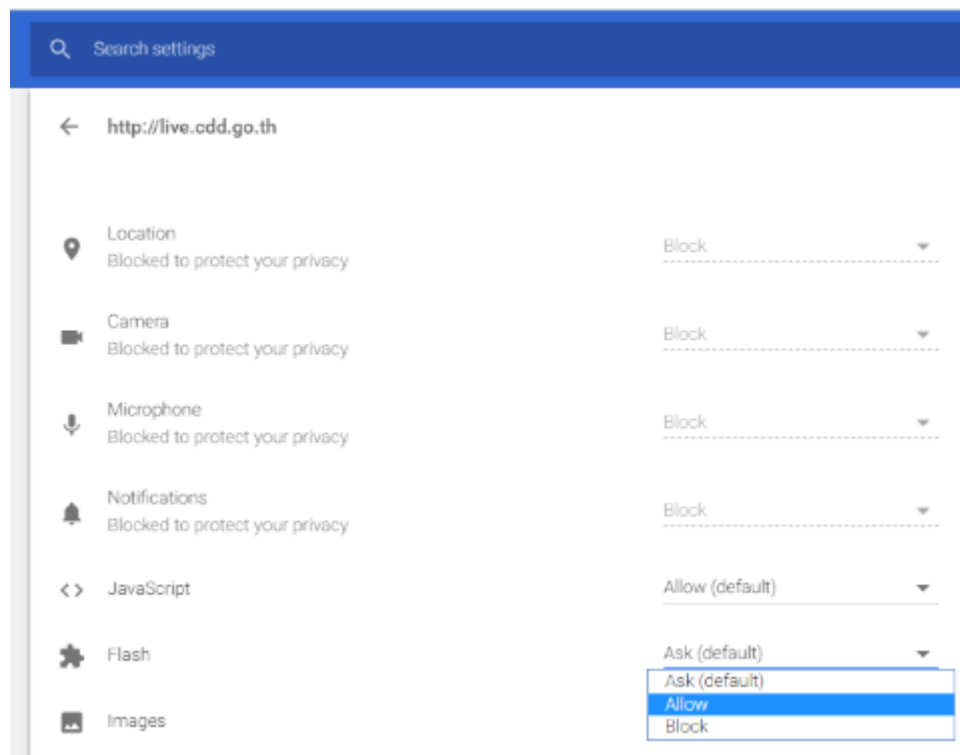 Search settings
http://live.cdd.go.th
Location
Blocked to protect your privacy
Block
Camera
Blocked to protect your privacy
Block
Microphone
Blocked to protect your privacy
Block
Notifications
Blocked to protect your privacy
Block
JavaScript
Allow (default)
Flash
Ask (default)
Ask (default)
Allow
Block
Images